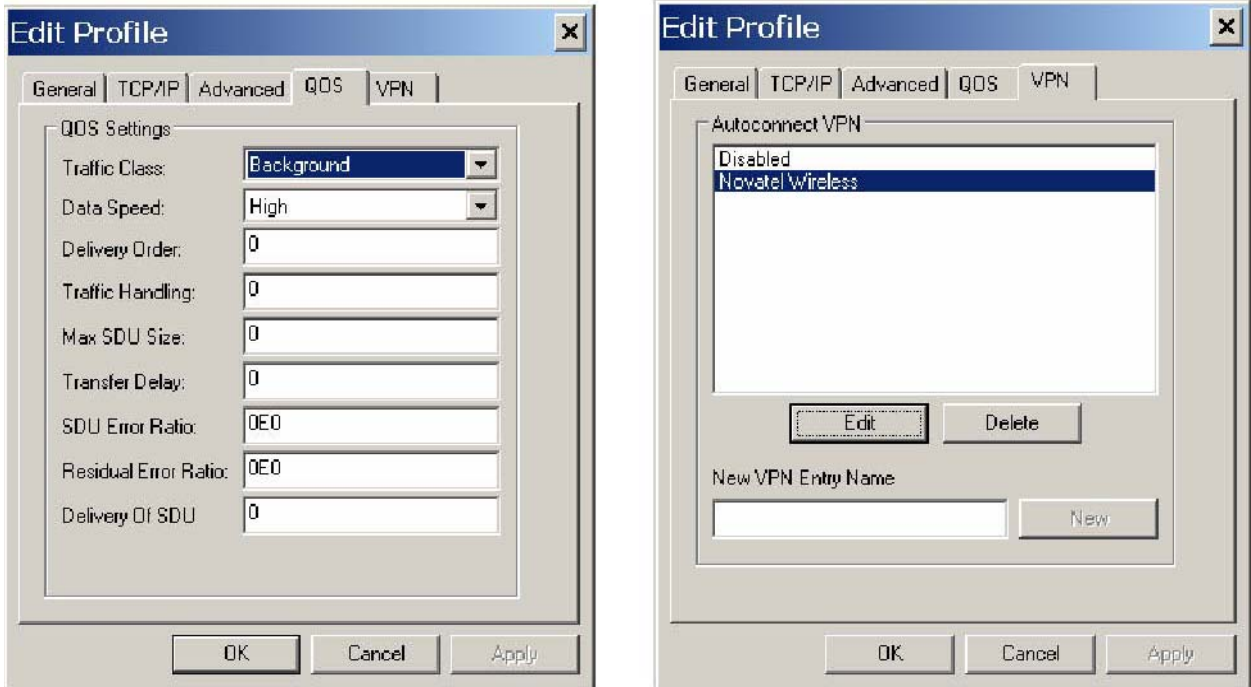 Edit Profile
General TCP/IP Advanced QOS VPN
QOS Settings
Traffic Class: Background
Data Speed: High
Delivery Order: 0
Traffic Handling: 0
Max SDU Size: 0
Transfer Delay: 0
SDU Error Ratio: 0E0
Residual Error Ratio: 0E0
Delivery Of SDU 0
OK Cancel Apply
Edit Profile
General TCP/IP Advanced QOS VPN
Autoconnect VPN
Disabled
Novatel Wireless
Edit Delete
New VPN Entry Name
New
OK Cancel Apply